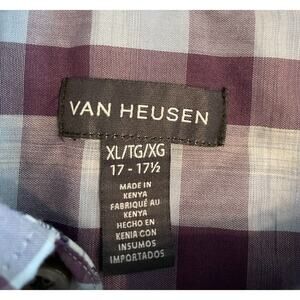 VAN HEUSEN
XL/TG/XG
17 - 17½
MADE IN
KENYA
FABRIQUÉ AU
KENYA
HECHO EN
KENIA CON
INSUMOS
IMPORTADOS